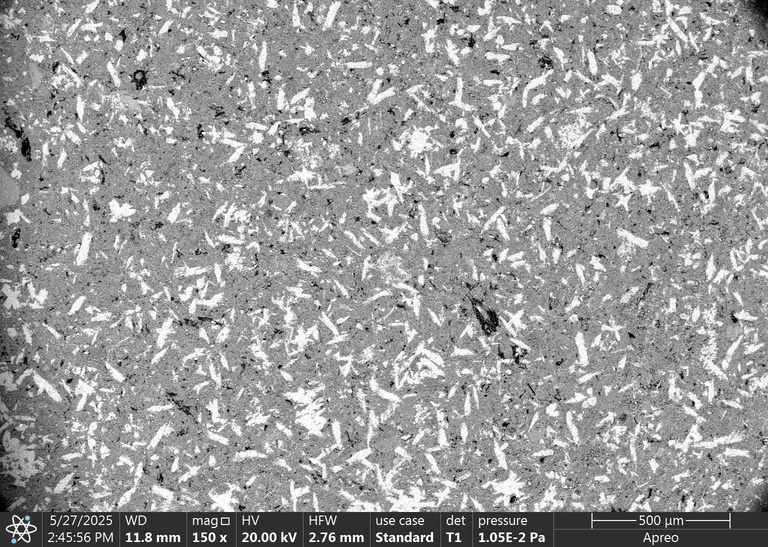 5/27/2025 WD mag HV HFW use case det pressure 500 µm
2:45:56 PM 11.8 mm 150 x 20.00 kV 2.76 mm Standard T1 1.05E-2 Pa Apreo